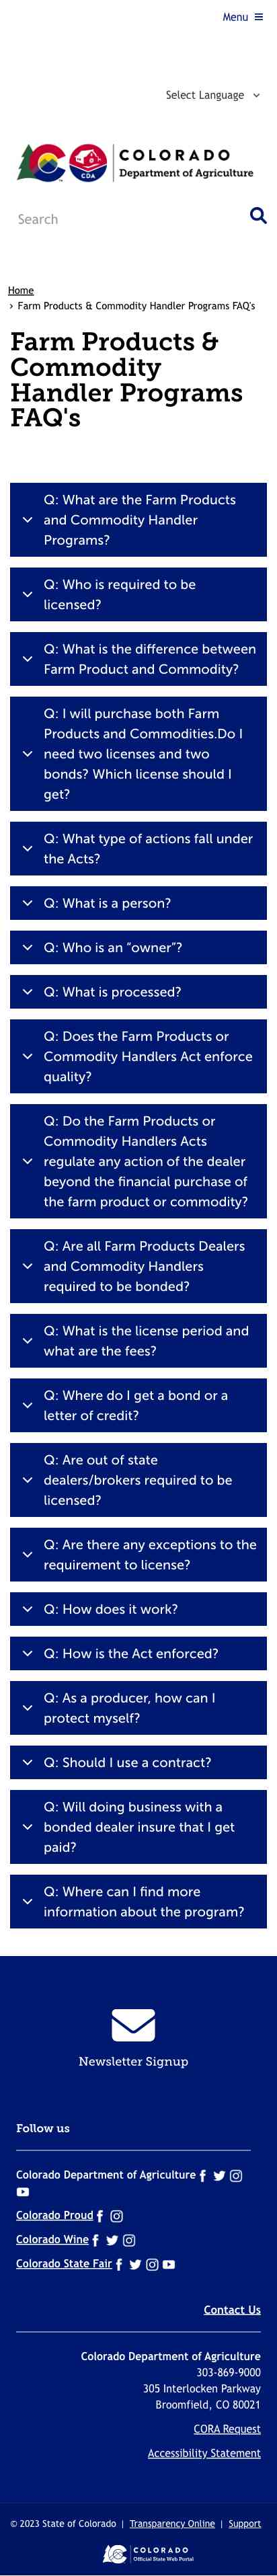 Menu
Select Language
CDA
COLORADO
Department of Agriculture
Search
Home
› Farm Products & Commodity Handler Programs FAQ's
Farm Products &
Commodity
Handler Programs
FAQ's
Q: What are the Farm Products
and Commodity Handler
Programs?
Q: Who is required to be
licensed?
Q: What is the difference between
Farm Product and Commodity?
Q: I will purchase both Farm
Products and Commodities.Do I
need two licenses and two
bonds? Which license should I
get?
Q: What type of actions fall under
the Acts?
Q: What is a person?
Q: Who is an “owner”?
Q: What is processed?
Q: Does the Farm Products or
Commodity Handlers Act enforce
quality?
Q: Do the Farm Products or
Commodity Handlers Acts
regulate any action of the dealer
beyond the financial purchase of
the farm product or commodity?
Q: Are all Farm Products Dealers
and Commodity Handlers
required to be bonded?
Q: What is the license period and
what are the fees?
Q: Where do I get a bond or a
letter of credit?
Q: Are out of state
dealers/brokers required to be
licensed?
Q: Are there any exceptions to the
requirement to license?
Q: How does it work?
Q: How is the Act enforced?
Q: As a producer, how can I
protect myself?
Q: Should I use a contract?
Q: Will doing business with a
bonded dealer insure that I get
paid?
Q: Where can I find more
information about the program?
Newsletter Signup
Follow us
Colorado Department of Agriculture
Colorado Proud
Colorado Wine
Colorado State Fair
Contact Us
Colorado Department of Agriculture
303-869-9000
305 Interlocken Parkway
Broomfield, CO 80021
CORA Request
Accessibility Statement
© 2023 State of Colorado | Transparency Online | Support
COLORADO
Official State Web Portal